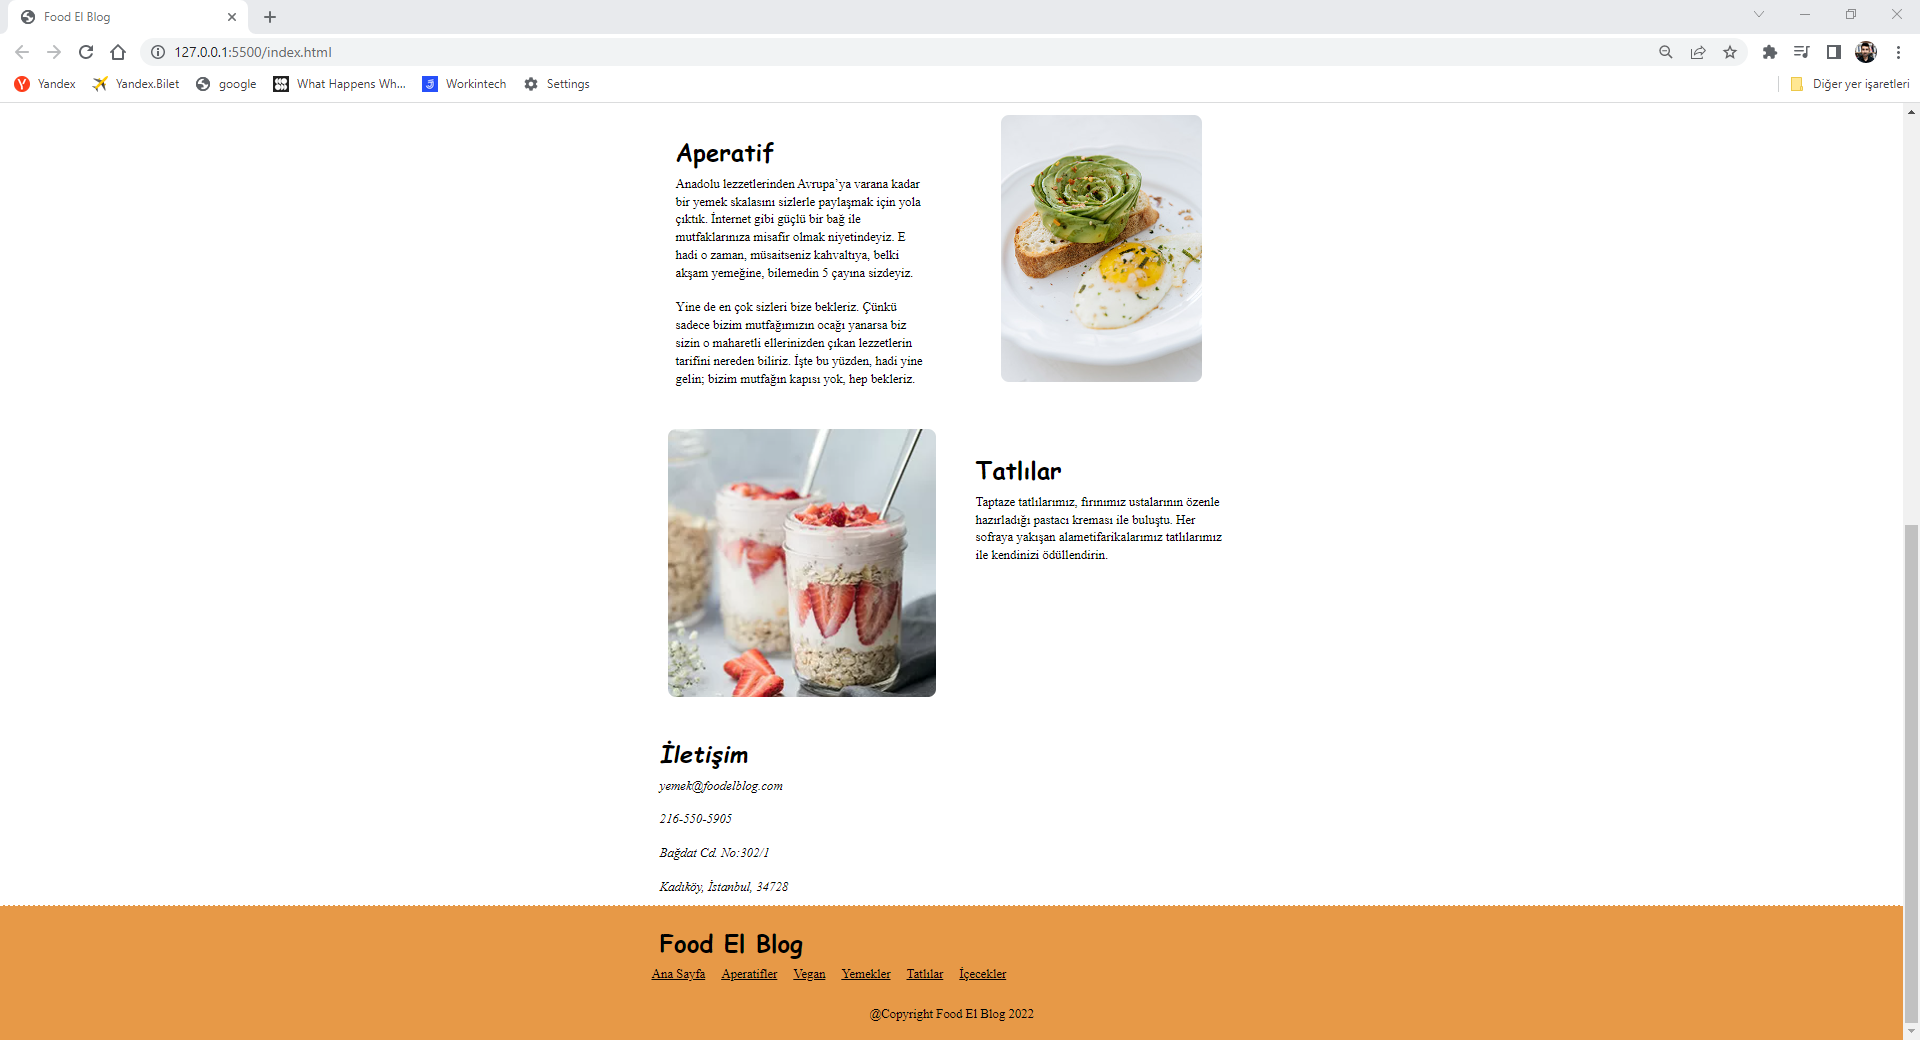 Food El Blog
127.0.0.1:5500/index.html
Yandex
Yandex.Bilet
google
What Happens Wh...
Workintech
Settings
Diğer yer işaretleri
Aperatif
Anadolu lezzetlerinden Avrupa’ya varana kadar
bir yemek skalasını sizlerle paylaşmak için yola
çıktık. İnternet gibi güçlü bir bağ ile
mutfaklarınıza misafir olmak niyetindeyiz. E
hadi o zaman, müsaitseniz kahvaltıya, belki
akşam yemeğine, bilemedin 5 çayına sizdeyiz.
Yine de en çok sizleri bize bekleriz. Çünkü
sadece bizim mutfağımızın ocağı yanarsa biz
sizin o maharetli ellerinizden çıkan lezzetlerin
tarifini nereden biliriz. İşte bu yüzden, hadi yine
gelin; bizim mutfağın kapısı yok, hep bekleriz.
Tatlılar
Taptaze tatlılarımız, fırınımız ustalarının özenle
hazırladığı pastacı kreması ile buluştu. Her
sofraya yakışan alametifarikalarımız tatlılarımız
ile kendinizi ödüllendirin.
İletişim
yemek@foodelblog.com
216-550-5905
Bağdat Cd. No:302/1
Kadıköy, İstanbul, 34728
Food El Blog
Ana Sayfa Aperatifler Vegan Yemekler Tatlılar İçecekler
@Copyright Food El Blog 2022